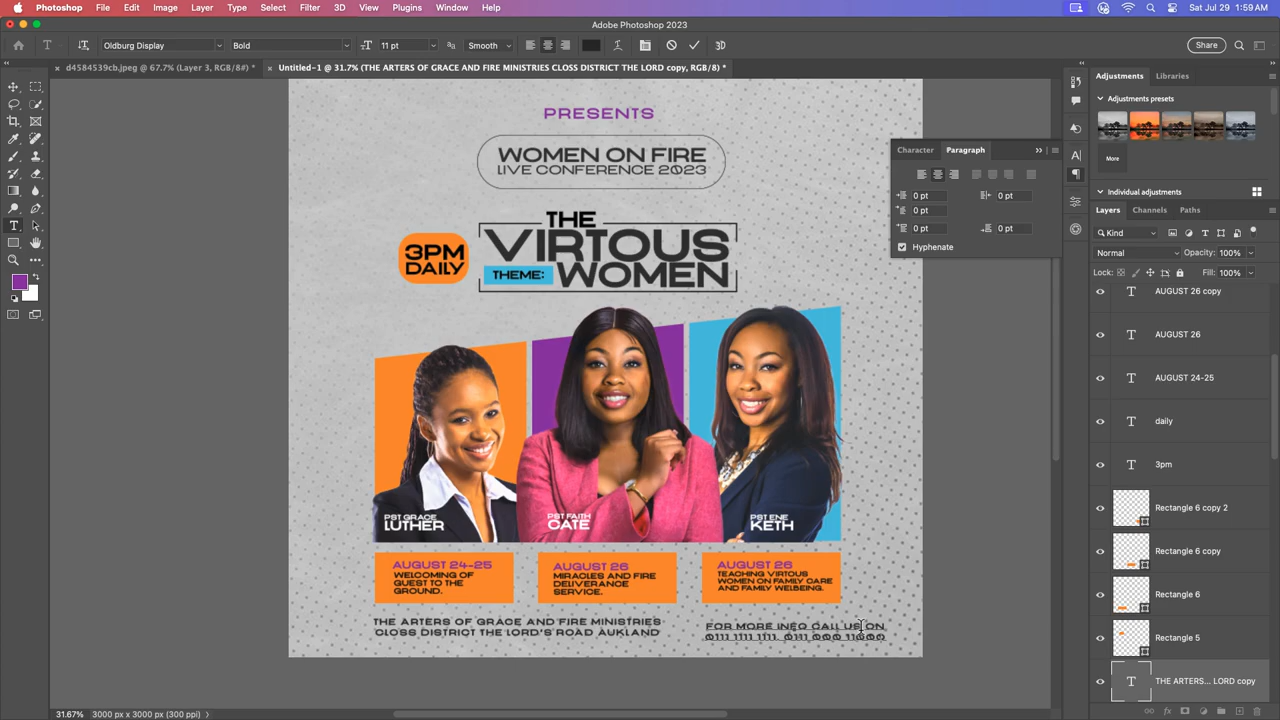 Photoshop File Edit Image Layer Type Select Filter 3D View Plugins Window Help Sat Jul 29 1:59 AM
Adobe Photoshop 2023
T Oldburg Display Bold 11 pt Smooth 3D Share
× d4584539cb.jpeg @ 67.7% (Layer 3, RGB/8#) * × Untitled-1 @ 31.7% (THE ARTERS OF GRACE AND FIRE MINISTRIES CLOSS DISTRICT THE LORD copy, RGB/8) *
Adjustments Libraries
Adjustments presets
More
Individual adjustments
Layers Channels Paths
Kind
Normal Opacity: 100%
Lock: Fill: 100%
AUGUST 26 copy
AUGUST 26
AUGUST 24-25
daily
3pm
Rectangle 6 copy 2
Rectangle 6 copy
Rectangle 6
Rectangle 5
THE ARTERS... LORD copy
Character Paragraph
0 pt 0 pt
0 pt
0 pt 0 pt
Hyphenate
PRESENTS
WOMEN ON FIRE
LIVE CONFERENCE 2023
3PM
DAILY
THE
VIRTOUS
THEME: WOMEN
PST GRACE
LUTHER
PST FAITH
CATE
PST ENE
KETH
AUGUST 24-25
WELCOMING OF
GUEST TO THE
GROUND.
AUGUST 26
MIRACLES AND FIRE
DELIVERANCE
SERVICE.
AUGUST 26
TEACHING VIRTOUS
WOMEN ON FAMILY CARE
AND FAMILY WELBEING.
THE ARTERS OF GRACE AND FIRE MINISTRIES
CLOSS DISTRICT THE LORD'S ROAD AUKLAND
FOR MORE INFO CALL US ON
0111 1111 1111, 0111 000 11000
31.67% 3000 px x 3000 px (300 ppi)